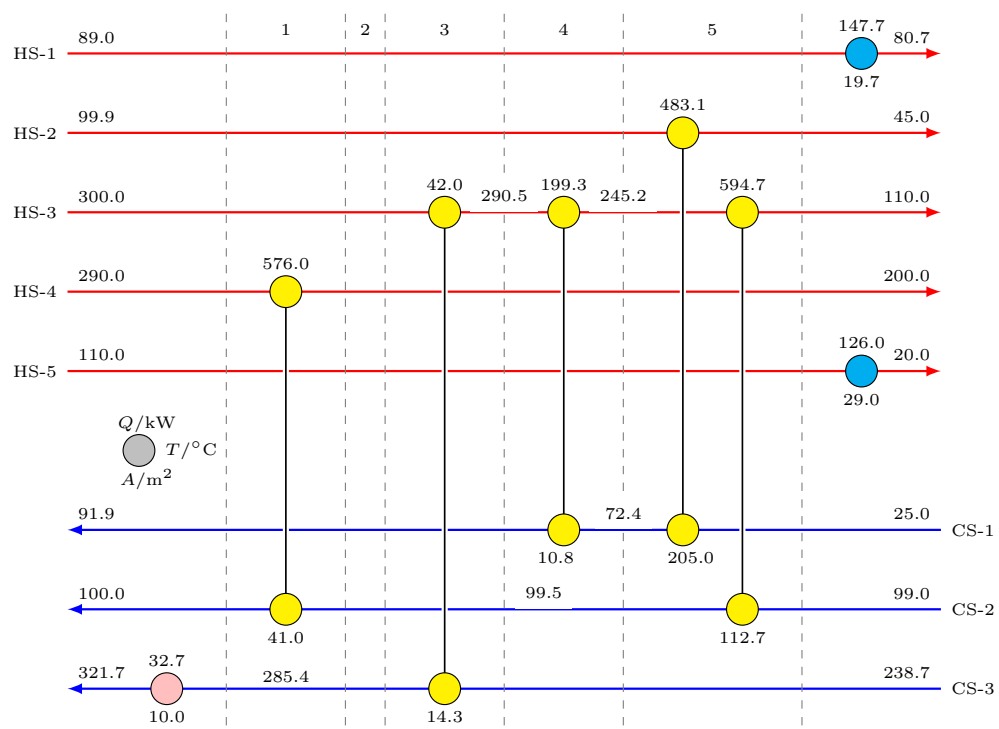 1 2 3 4 5
147.7
89.0 80.7
HS-1
19.7
483.1
99.9 45.0
HS-2
42.0 199.3 594.7
300.0 290.5 245.2 110.0
HS-3
576.0
290.0 200.0
HS-4
126.0
110.0 20.0
HS-5
29.0
Q/kW
T/°C
A/m²
91.9 72.4 25.0
CS-1
10.8 205.0
100.0 99.5 99.0
CS-2
41.0 112.7
32.7
321.7 285.4 238.7
CS-3
10.0 14.3